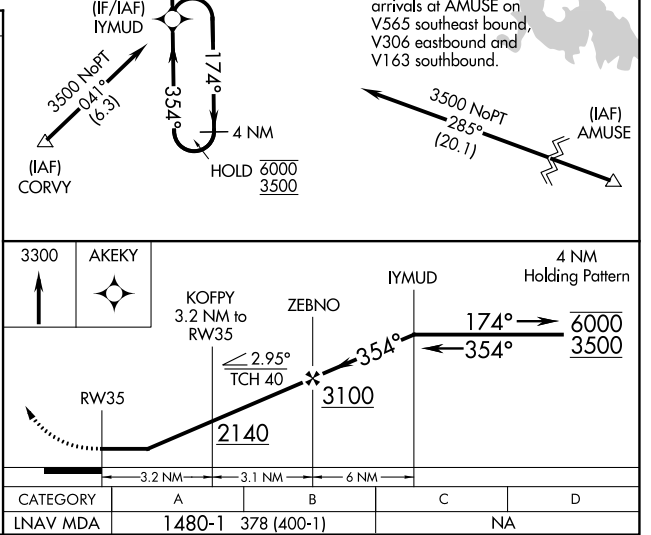 (IF/IAF)
IYMUD
3500 NoPT
041°
(6.3)
(IAF)
CORVY
354°
174°
4 NM
HOLD 6000
3500
arrivals at AMUSE on
V565 southeast bound,
V306 eastbound and
V163 southbound.
3500 NoPT
285°
(20.1)
(IAF)
AMUSE
3300
AKEKY
KOFPY
3.2 NM to
RW35
ZEBNO
IYMUD
4 NM
Holding Pattern
174°
354°
6000
3500
354°
2.95°
TCH 40
3100
2140
RW35
3.2 NM
3.1 NM
6 NM
CATEGORY A B C D
LNAV MDA 1480-1 378 (400-1) NA